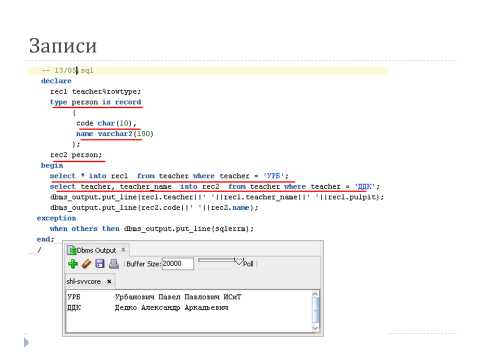 Записи
-- 13/05.sql
declare
rec1 teacher%rowtype;
type person is record
(
code char(10),
name varchar2(100)
);
rec2 person;
begin
select * into rec1 from teacher where teacher = 'УРБ';
select teacher, teacher_name into rec2 from teacher where teacher = 'ДДК';
dbms_output.put_line(rec1.teacher||' '||rec1.teacher_name||' '||rec1.pulpit);
dbms_output.put_line(rec2.code||' '||rec2.name);
exception
when others then dbms_output.put_line(sqlerrm);
end;
/
Dbms Output x
Buffer Size: 20000 Poll
shl-svvcore x
УРБ Урбанович Павел Павлович ИСиТ
ДДК Дедко Александр Аркадьевич